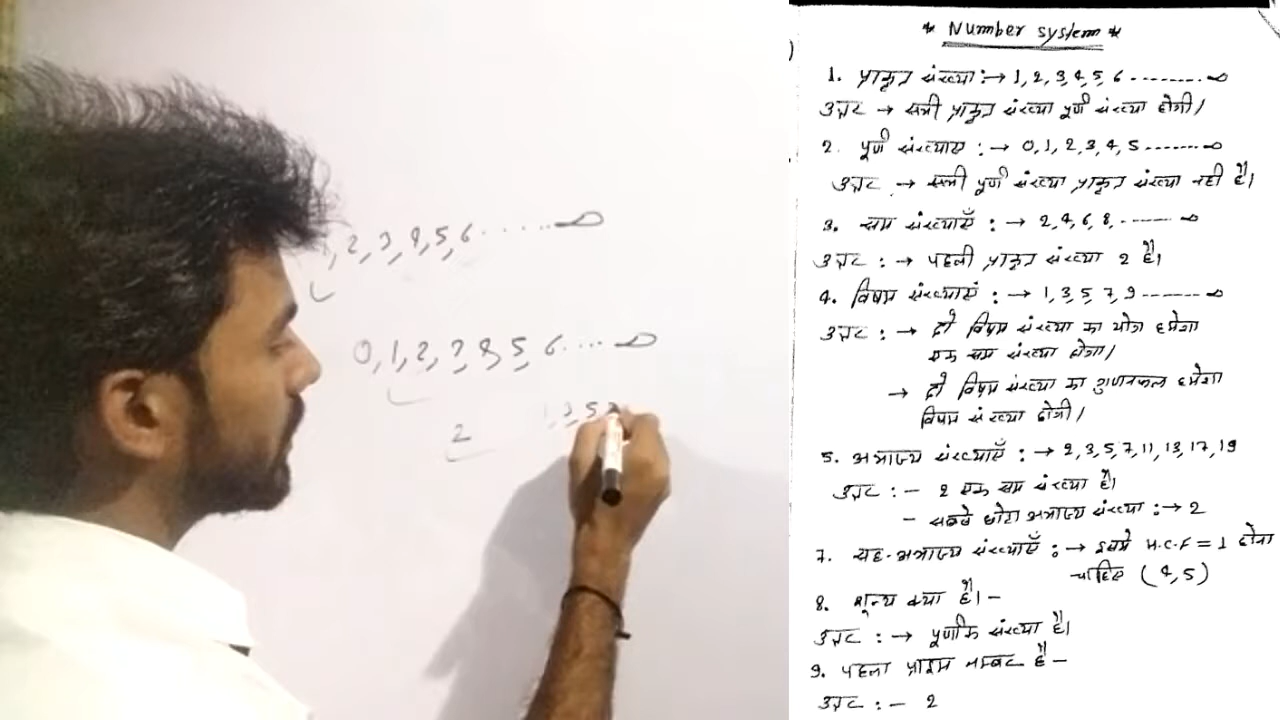 1, 2, 3, 4, 5, 6 ...... ∞
0, 1, 2, 3 4, 5, 6 .... ∞
2
1, 3, 5
* Number system *
1. प्राकृत संख्या :→ 1, 2, 3, 4, 5, 6 --------- ∞
उत्तर → सभी प्राकृत संख्या पूर्ण संख्या होगी।
2. पूर्ण संख्याएं :→ 0, 1, 2, 3, 4, 5 -------- ∞
उत्तर → सभी पूर्ण संख्या प्राकृत संख्या नही है।
3. सम संख्याएँ :→ 2, 4, 6, 8, ------ ∞
उत्तर :→ पहली प्राकृत संख्या 2 है।
4. विषम संख्याएं :→ 1, 3, 5, 7, 9 ------- ∞
उत्तर :→ दो विषम संख्या का योग हमेशा
एक सम संख्या होगा।
→ दो विषम संख्या का गुणनफल हमेशा
विषम संख्या होगी।
5. अभाज्य संख्याएँ :→ 2, 3, 5, 7, 11, 13, 17, 19
उत्तर :- 2 एक सम संख्या है।
- सबसे छोटा अभाज्य संख्या :→ 2
7. सह-अभाज्य संख्याएँ :→ इसमे H.C.F = 1 होना
चाहिए (4, 5)
8. शून्य क्या है। -
उत्तर :→ पूर्णांक संख्या है।
9. पहला प्राइम नम्बर है -
उत्तर :- 2